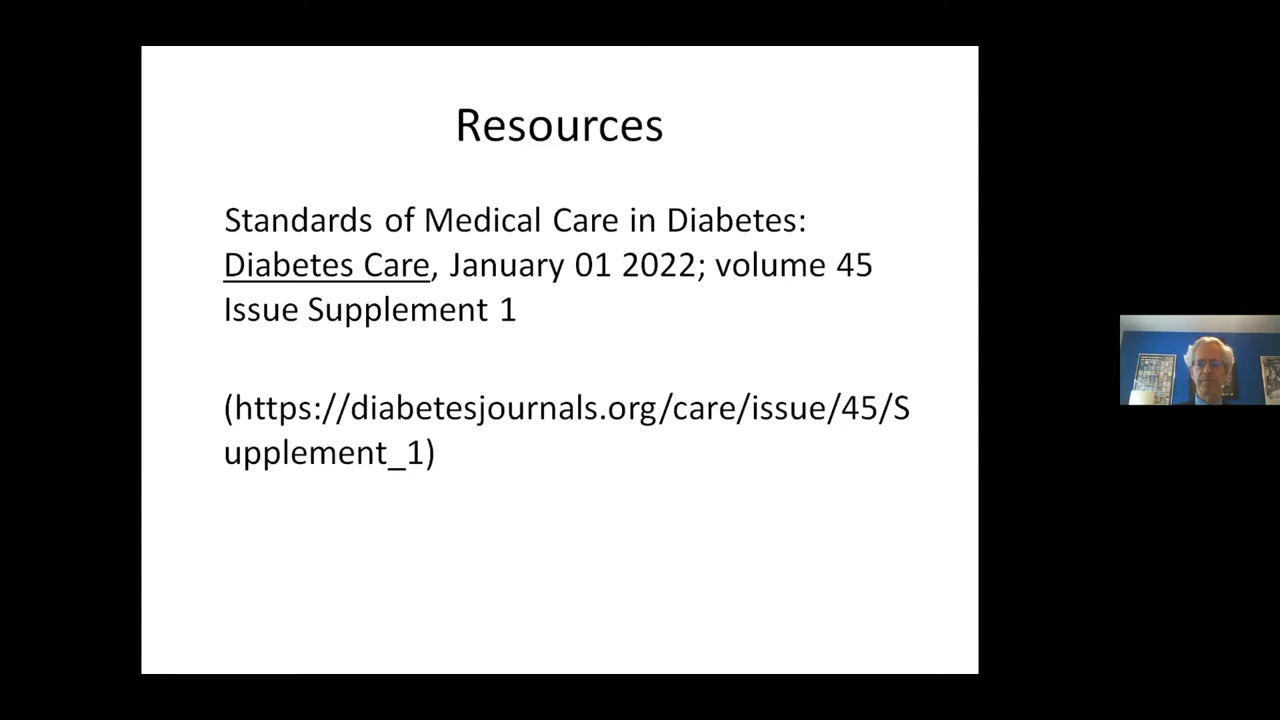 Resources
Standards of Medical Care in Diabetes:
Diabetes Care, January 01 2022; volume 45
Issue Supplement 1
(https://diabetesjournals.org/care/issue/45/S
upplement_1)